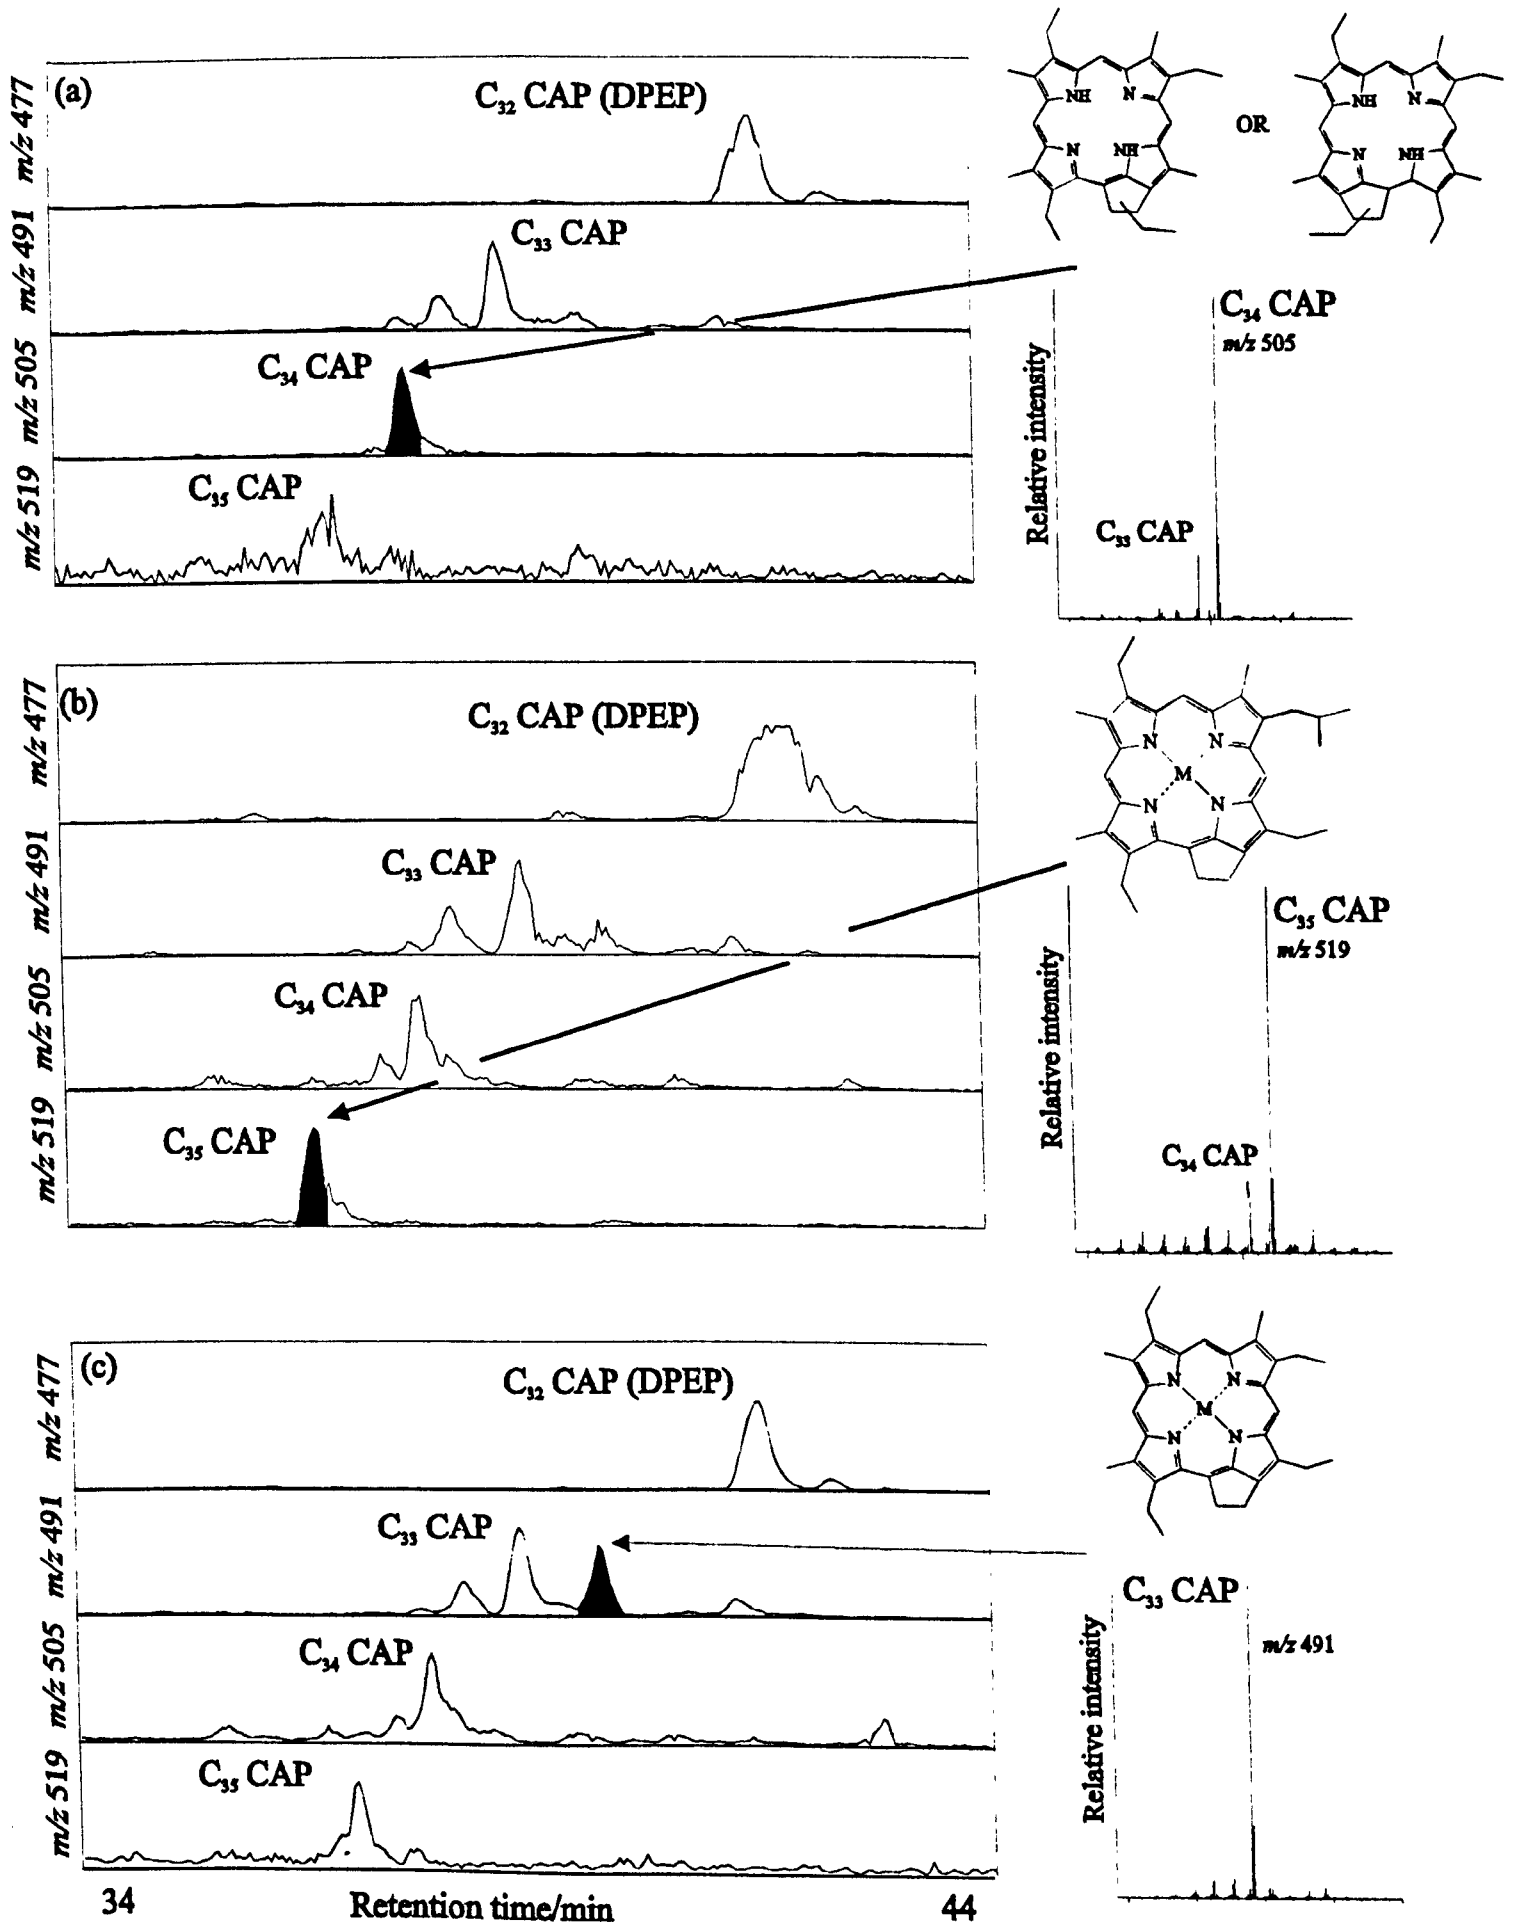 (a)
m/z 477
C₃₂ CAP (DPEP)
m/z 491
C₃₃ CAP
m/z 505
C₃₄ CAP
m/z 519
C₃₅ CAP
NH N
N NH
OR
NH N
N NH
Relative intensity
C₃₄ CAP
m/z 505
C₃₃ CAP
(b)
m/z 477
C₃₂ CAP (DPEP)
m/z 491
C₃₃ CAP
m/z 505
C₃₄ CAP
m/z 519
C₃₅ CAP
N N
M
N N
Relative intensity
C₃₅ CAP
m/z 519
C₃₄ CAP
(c)
m/z 477
C₃₂ CAP (DPEP)
m/z 491
C₃₃ CAP
m/z 505
C₃₄ CAP
m/z 519
C₃₅ CAP
N N
M
N N
Relative intensity
C₃₃ CAP
m/z 491
34
Retention time/min
44